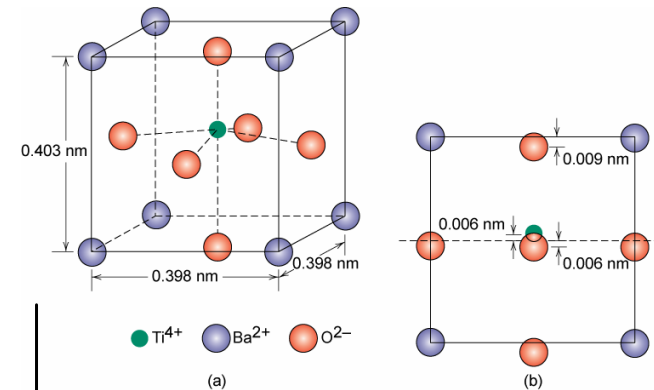 0.403 nm
0.398 nm
0.398 nm
Ti4+
Ba2+
O2–
(a)
0.009 nm
0.006 nm
0.006 nm
(b)